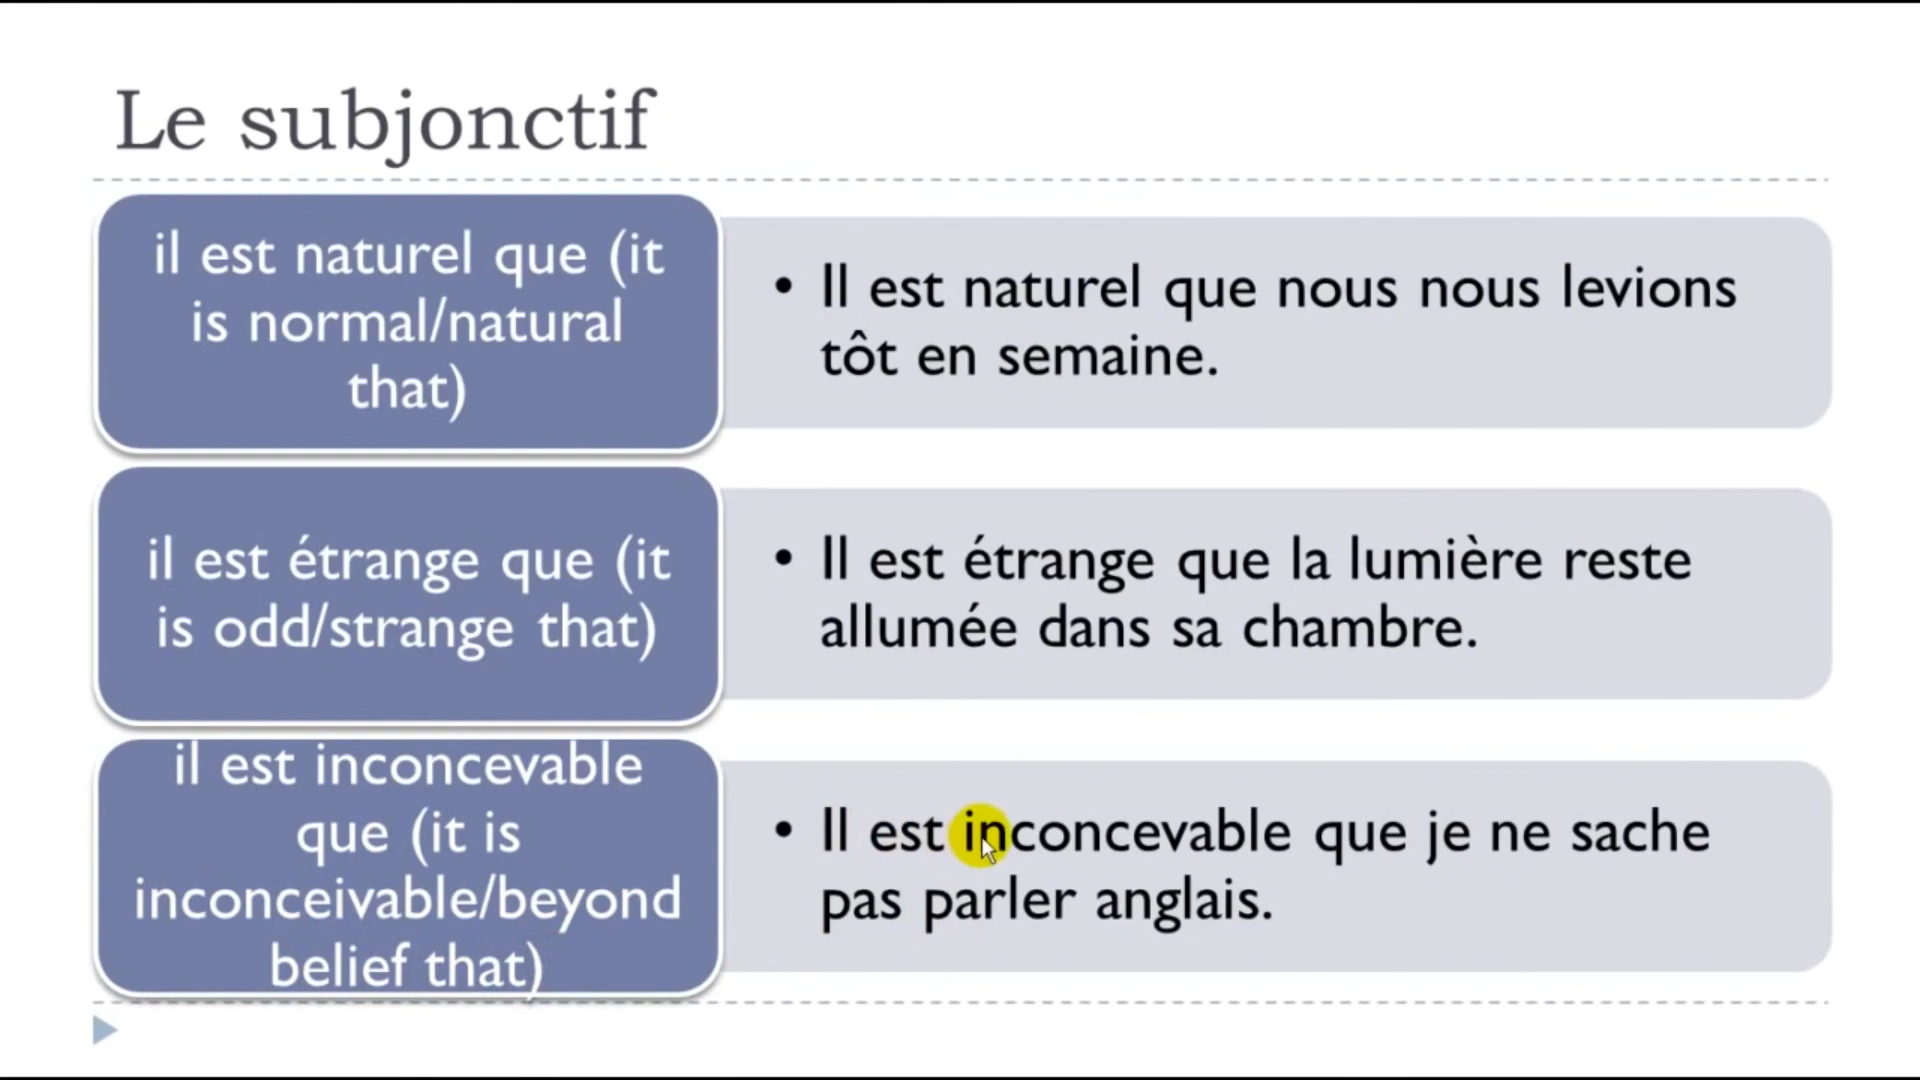 Le subjonctif
il est naturel que (it
is normal/natural
that)
• Il est naturel que nous nous levions
tôt en semaine.
il est étrange que (it
is odd/strange that)
• Il est étrange que la lumière reste
allumée dans sa chambre.
il est inconcevable
que (it is
inconceivable/beyond
belief that)
• Il est inconcevable que je ne sache
pas parler anglais.